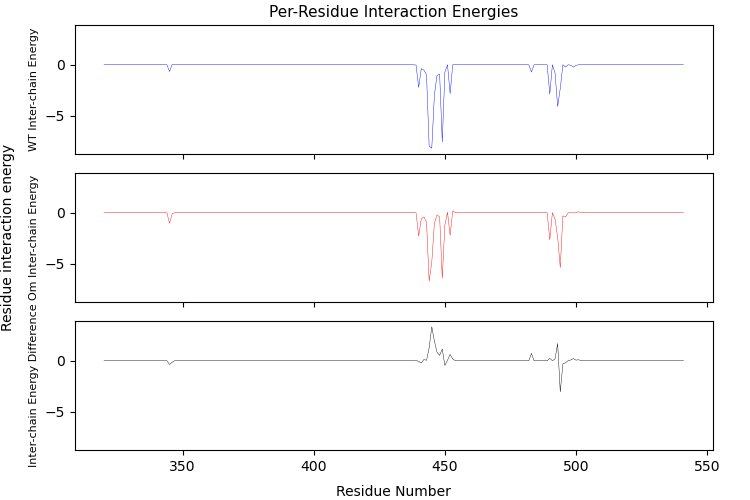 Per-Residue Interaction Energies
Residue interaction energy
WT Inter-chain Energy
0
−5
Om Inter-chain Energy
0
−5
Inter-chain Energy Difference
0
−5
350
400
450
500
550
Residue Number